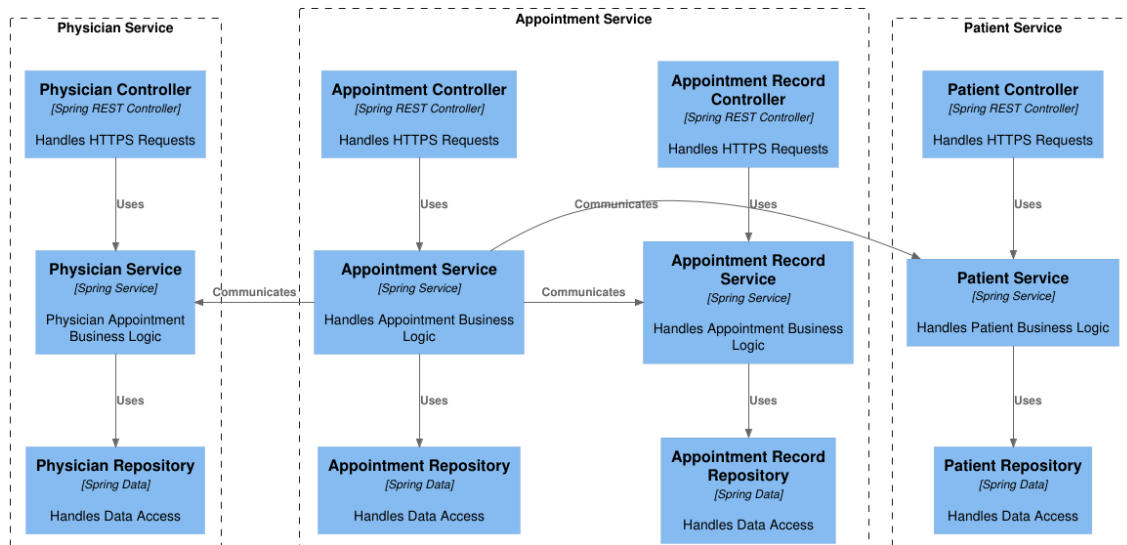 Physician Service
Physician Controller
[Spring REST Controller]
Handles HTTPS Requests
Uses
Physician Service
[Spring Service]
Physician Appointment
Business Logic
Uses
Physician Repository
[Spring Data]
Handles Data Access
Communicates
Appointment Service
Appointment Controller
[Spring REST Controller]
Handles HTTPS Requests
Uses
Appointment Service
[Spring Service]
Handles Appointment Business
Logic
Uses
Appointment Repository
[Spring Data]
Handles Data Access
Communicates
Communicates
Appointment Record
Controller
[Spring REST Controller]
Handles HTTPS Requests
Uses
Appointment Record
Service
[Spring Service]
Handles Appointment Business
Logic
Uses
Appointment Record
Repository
[Spring Data]
Handles Data Access
Patient Service
Patient Controller
[Spring REST Controller]
Handles HTTPS Requests
Uses
Patient Service
[Spring Service]
Handles Patient Business Logic
Uses
Patient Repository
[Spring Data]
Handles Data Access